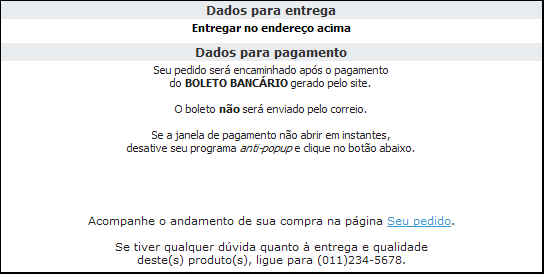 Dados para entrega
Entregar no endereço acima
Dados para pagamento
Seu pedido será encaminhado após o pagamento
do BOLETO BANCÁRIO gerado pelo site.
O boleto não será enviado pelo correio.
Se a janela de pagamento não abrir em instantes,
desative seu programa anti-popup e clique no botão abaixo.
Acompanhe o andamento de sua compra na página Seu pedido.
Se tiver qualquer dúvida quanto à entrega e qualidade
deste(s) produto(s), ligue para (011)234-5678.